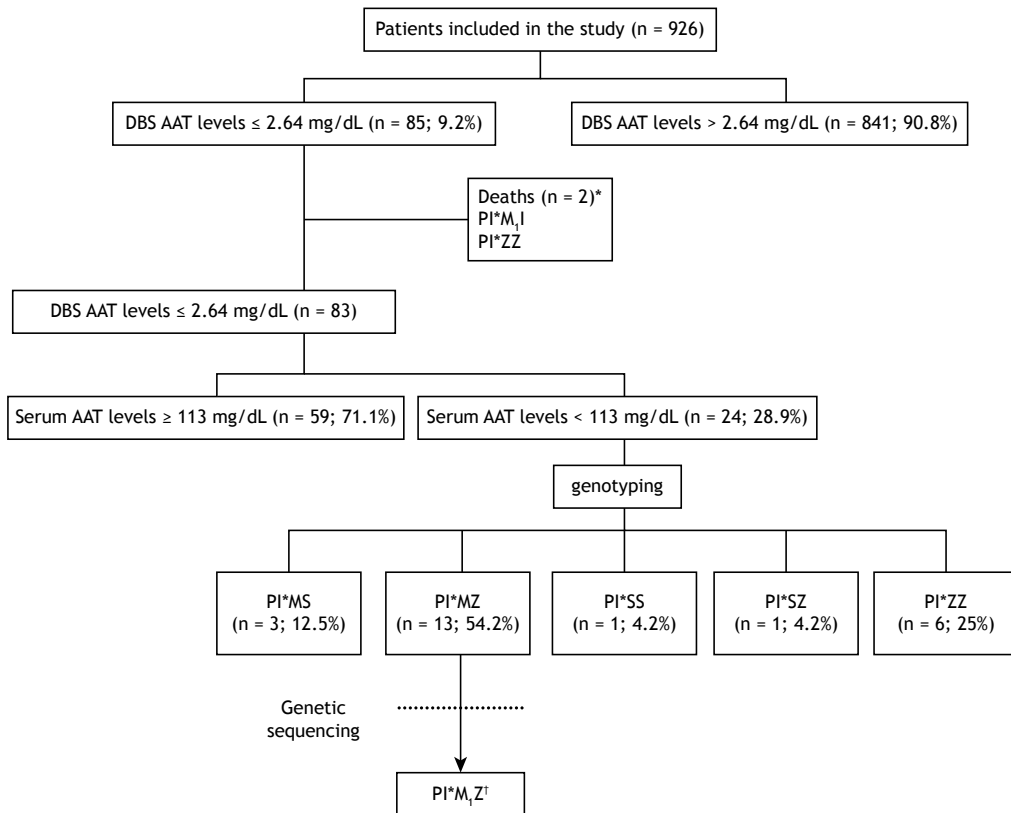 Patients included in the study (n = 926)
DBS AAT levels ≤ 2.64 mg/dL (n = 85; 9.2%)
DBS AAT levels > 2.64 mg/dL (n = 841; 90.8%)
Deaths (n = 2)*
PI*M₁I
PI*ZZ
DBS AAT levels ≤ 2.64 mg/dL (n = 83)
Serum AAT levels ≥ 113 mg/dL (n = 59; 71.1%)
Serum AAT levels < 113 mg/dL (n = 24; 28.9%)
genotyping
PI*MS
(n = 3; 12.5%)
PI*MZ
(n = 13; 54.2%)
PI*SS
(n = 1; 4.2%)
PI*SZ
(n = 1; 4.2%)
PI*ZZ
(n = 6; 25%)
Genetic
sequencing
PI*M₁Z†